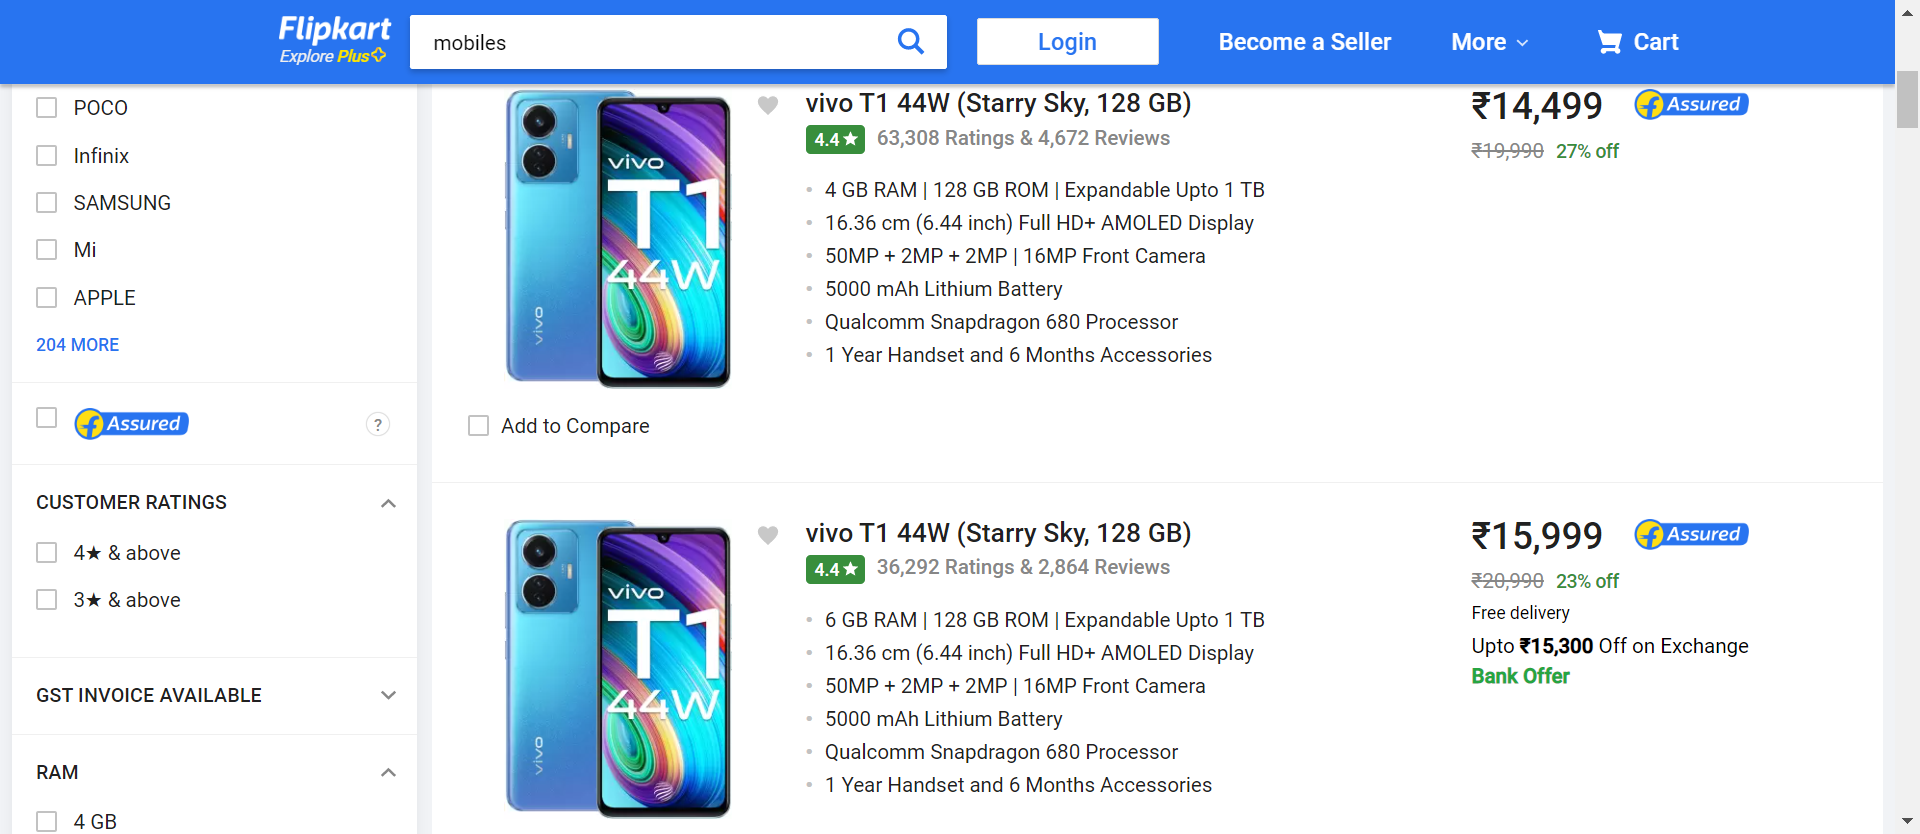 Flipkart
Explore Plus
mobiles
Login
Become a Seller
More
Cart
POCO
Infinix
SAMSUNG
Mi
APPLE
204 MORE
Assured
?
CUSTOMER RATINGS
4★ & above
3★ & above
GST INVOICE AVAILABLE
RAM
4 GB
vivo
T1
44W
vivo
Add to Compare
vivo T1 44W (Starry Sky, 128 GB)
4.4★ 63,308 Ratings & 4,672 Reviews
• 4 GB RAM | 128 GB ROM | Expandable Upto 1 TB
• 16.36 cm (6.44 inch) Full HD+ AMOLED Display
• 50MP + 2MP + 2MP | 16MP Front Camera
• 5000 mAh Lithium Battery
• Qualcomm Snapdragon 680 Processor
• 1 Year Handset and 6 Months Accessories
₹14,499 Assured
₹19,990 27% off
vivo
T1
44W
vivo
vivo T1 44W (Starry Sky, 128 GB)
4.4★ 36,292 Ratings & 2,864 Reviews
• 6 GB RAM | 128 GB ROM | Expandable Upto 1 TB
• 16.36 cm (6.44 inch) Full HD+ AMOLED Display
• 50MP + 2MP + 2MP | 16MP Front Camera
• 5000 mAh Lithium Battery
• Qualcomm Snapdragon 680 Processor
• 1 Year Handset and 6 Months Accessories
₹15,999 Assured
₹20,990 23% off
Free delivery
Upto ₹15,300 Off on Exchange
Bank Offer